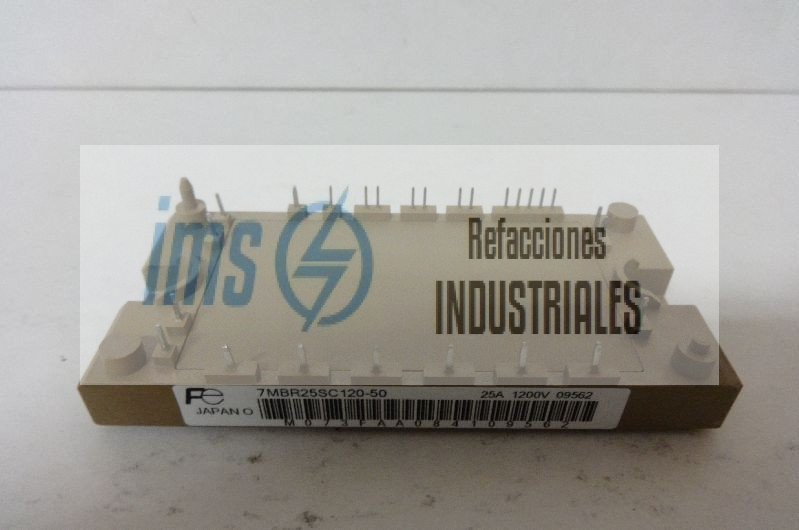 ims
Refacciones
INDUSTRIALES
Fe
7MBR25SC120-50
25A 1200V 09562
JAPAN O
M073FAA084109562